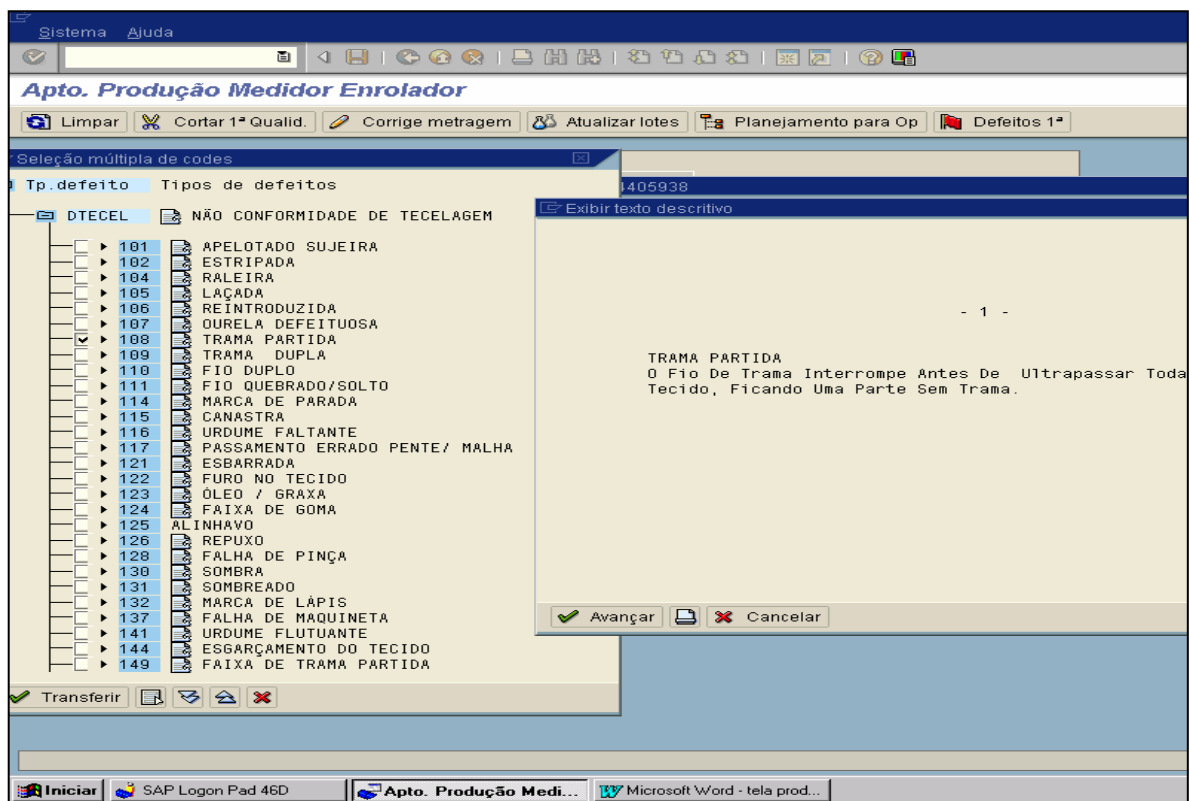 Sistema Ajuda
Apto. Produção Medidor Enrolador
Limpar Cortar 1ª Qualid. Corrige metragem Atualizar lotes Planejamento para Op Defeitos 1ª
Seleção múltipla de codes
Tp.defeito Tipos de defeitos
DTECEL NÃO CONFORMIDADE DE TECELAGEM
101 APELOTADO SUJEIRA
102 ESTRIPADA
104 RALEIRA
105 LAÇADA
106 REINTRODUZIDA
107 OURELA DEFEITUOSA
108 TRAMA PARTIDA
109 TRAMA DUPLA
110 FIO DUPLO
111 FIO QUEBRADO/SOLTO
114 MARCA DE PARADA
115 CANASTRA
116 URDUME FALTANTE
117 PASSAMENTO ERRADO PENTE/ MALHA
121 ESBARRADA
122 FURO NO TECIDO
123 ÓLEO / GRAXA
124 FAIXA DE GOMA
125 ALINHAVO
126 REPUXO
128 FALHA DE PINÇA
130 SOMBRA
131 SOMBREADO
132 MARCA DE LÁPIS
137 FALHA DE MAQUINETA
141 URDUME FLUTUANTE
144 ESGARÇAMENTO DO TECIDO
149 FAIXA DE TRAMA PARTIDA
Transferir
4405938
Exibir texto descritivo
- 1 -
TRAMA PARTIDA
O Fio De Trama Interrompe Antes De Ultrapassar Toda
Tecido, Ficando Uma Parte Sem Trama.
Avançar Cancelar
Iniciar SAP Logon Pad 46D Apto. Produção Medi... Microsoft Word - tela prod...